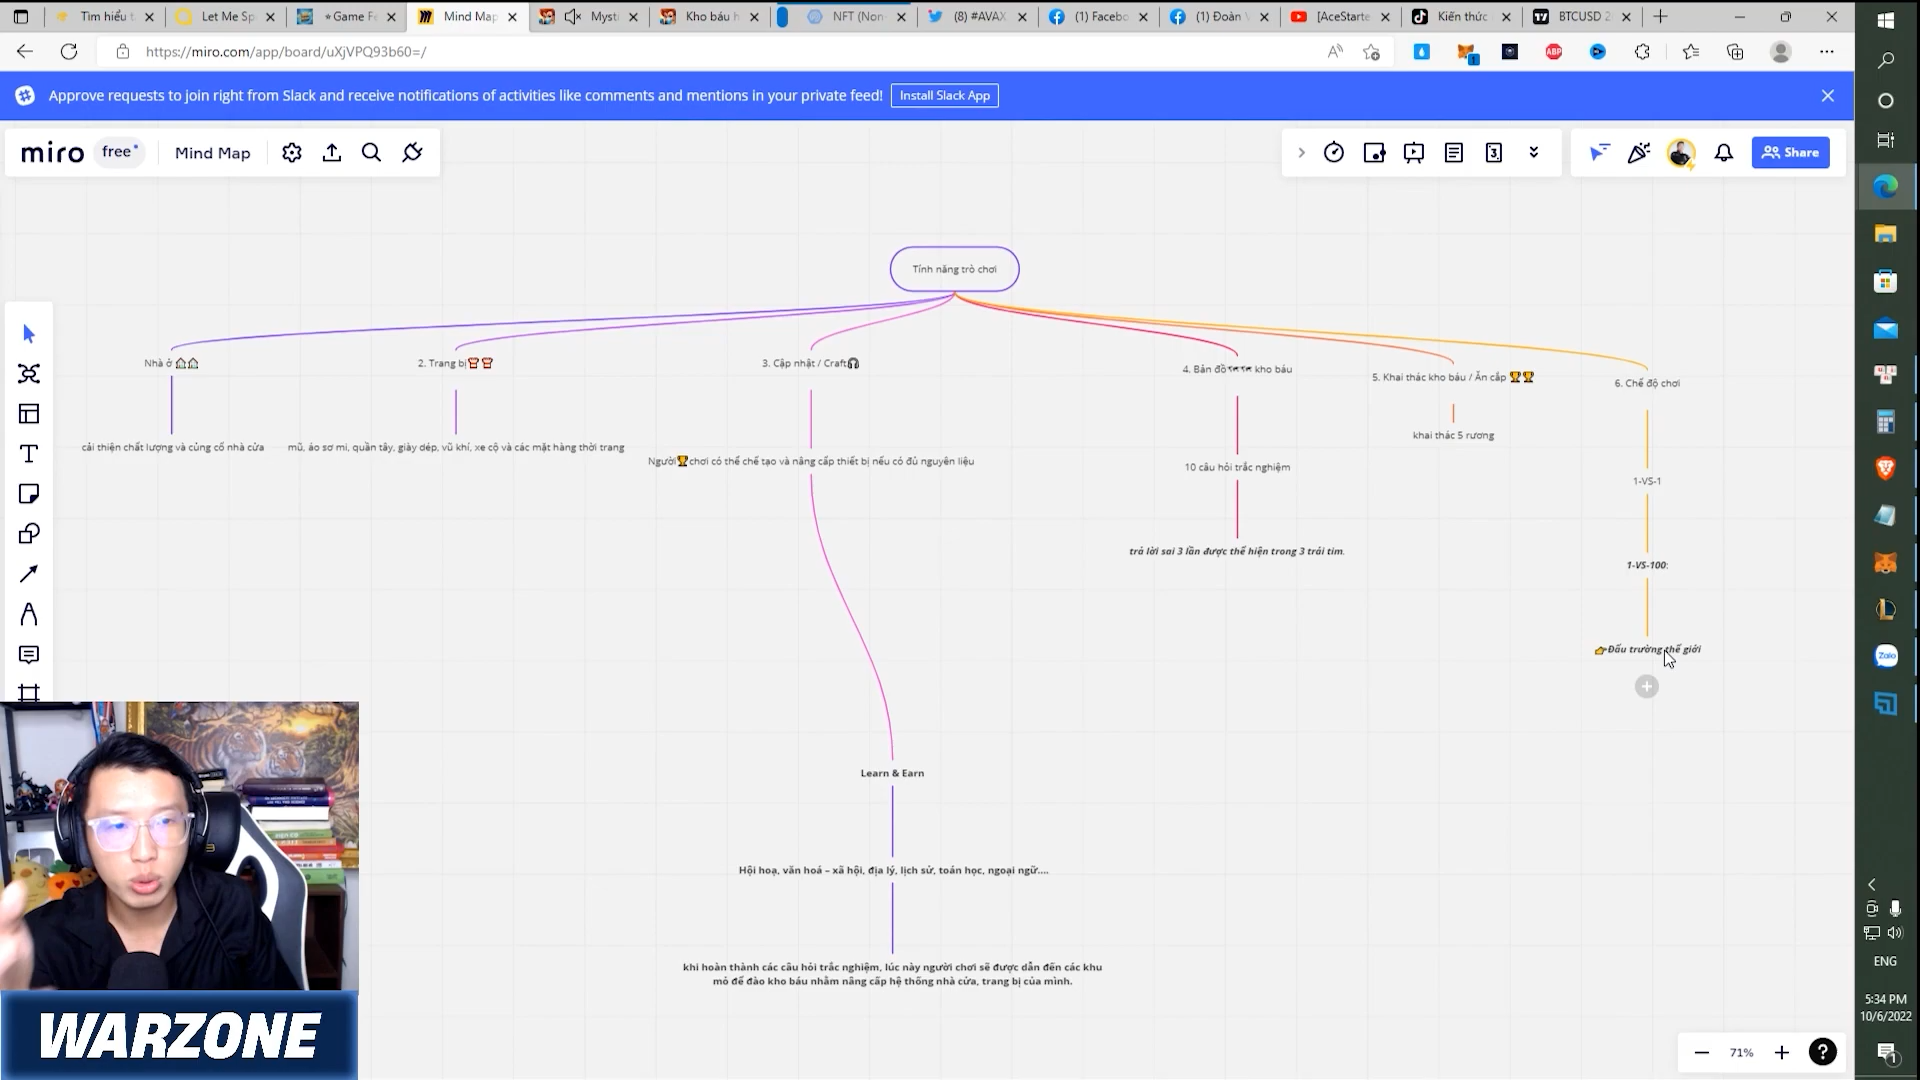 Tìm hiểu t
Let Me Sp
Game Fe
Mind Map
Myst
Kho báu h
NFT (Non
(8) #AVAX
(1) Facebo
(1) Đoàn
[AceStarte
Kiến thức
BTCUSD 2
https://miro.com/app/board/uXjVPQ93b60=/
Approve requests to join right from Slack and receive notifications of activities like comments and mentions in your private feed!
Install Slack App
miro
free
Mind Map
Share
Tính năng trò chơi
Nhà ở
2. Trang bị
3. Cập nhật / Craft
4. Bản đồ kho báu
5. Khai thác kho báu / Ăn cắp
6. Chế độ chơi
cải thiện chất lượng và củng cố nhà cửa
mũ, áo sơ mi, quần tây, giày dép, vũ khí, xe cộ và các mặt hàng thời trang
Người chơi có thể chế tạo và nâng cấp thiết bị nếu có đủ nguyên liệu
10 câu hỏi trắc nghiệm
khai thác 5 rương
1-VS-1
trả lời sai 3 lần được thể hiện trong 3 trái tim.
1-VS-100:
Đấu trường thế giới
Learn & Earn
Hội hoạ, văn hoá – xã hội, địa lý, lịch sử, toán học, ngoại ngữ....
khi hoàn thành các câu hỏi trắc nghiệm, lúc này người chơi sẽ được dẫn đến các khu
mỏ để đào kho báu nhằm nâng cấp hệ thống nhà cửa, trang bị của mình.
WARZONE
71%
ENG
5:34 PM
10/6/2022
Zalo
ABP